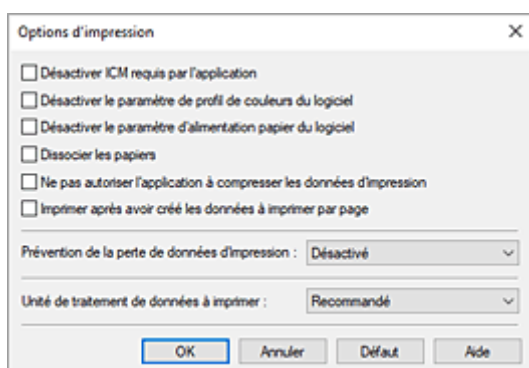 Options d'impression
Désactiver ICM requis par l'application
Désactiver le paramètre de profil de couleurs du logiciel
Désactiver le paramètre d'alimentation papier du logiciel
Dissocier les papiers
Ne pas autoriser l'application à compresser les données d'impression
Imprimer après avoir créé les données à imprimer par page
Prévention de la perte de données d'impression : Désactivé
Unité de traitement de données à imprimer : Recommandé
OK Annuler Défaut Aide